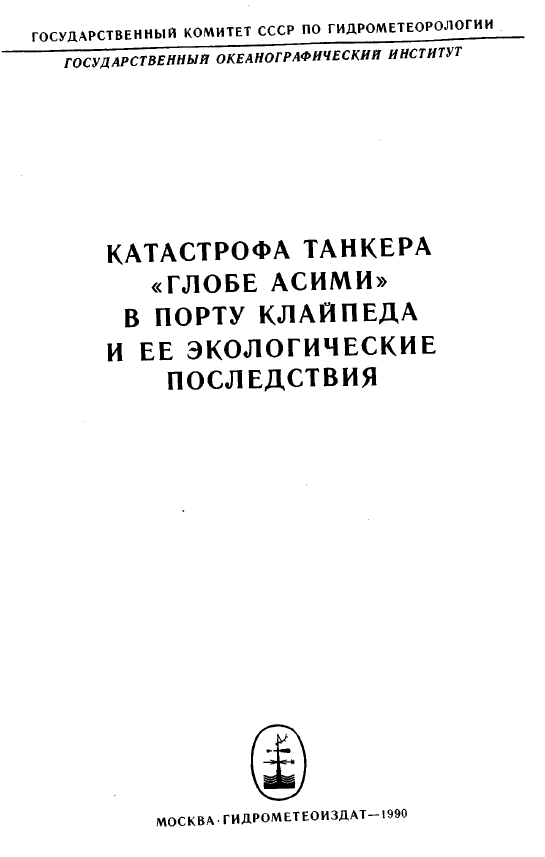 ГОСУДАРСТВЕННЫЙ КОМИТЕТ СССР ПО ГИДРОМЕТЕОРОЛОГИИ
ГОСУДАРСТВЕННЫЙ ОКЕАНОГРАФИЧЕСКИЙ ИНСТИТУТ
КАТАСТРОФА ТАНКЕРА
«ГЛОБЕ АСИМИ»
В ПОРТУ КЛАЙПЕДА
И ЕЕ ЭКОЛОГИЧЕСКИЕ
ПОСЛЕДСТВИЯ
МОСКВА·ГИДРОМЕТЕОИЗДАТ—1990